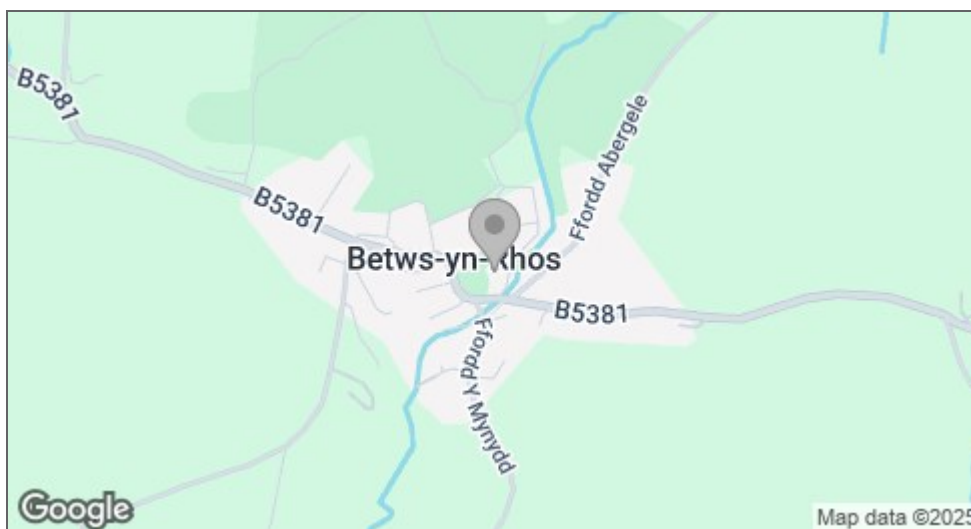 B5381
Ffordd Abergele
B5381
Betws-yn-Rhos
B5381
Ffordd Y Mynydd
Google
Map data ©2025